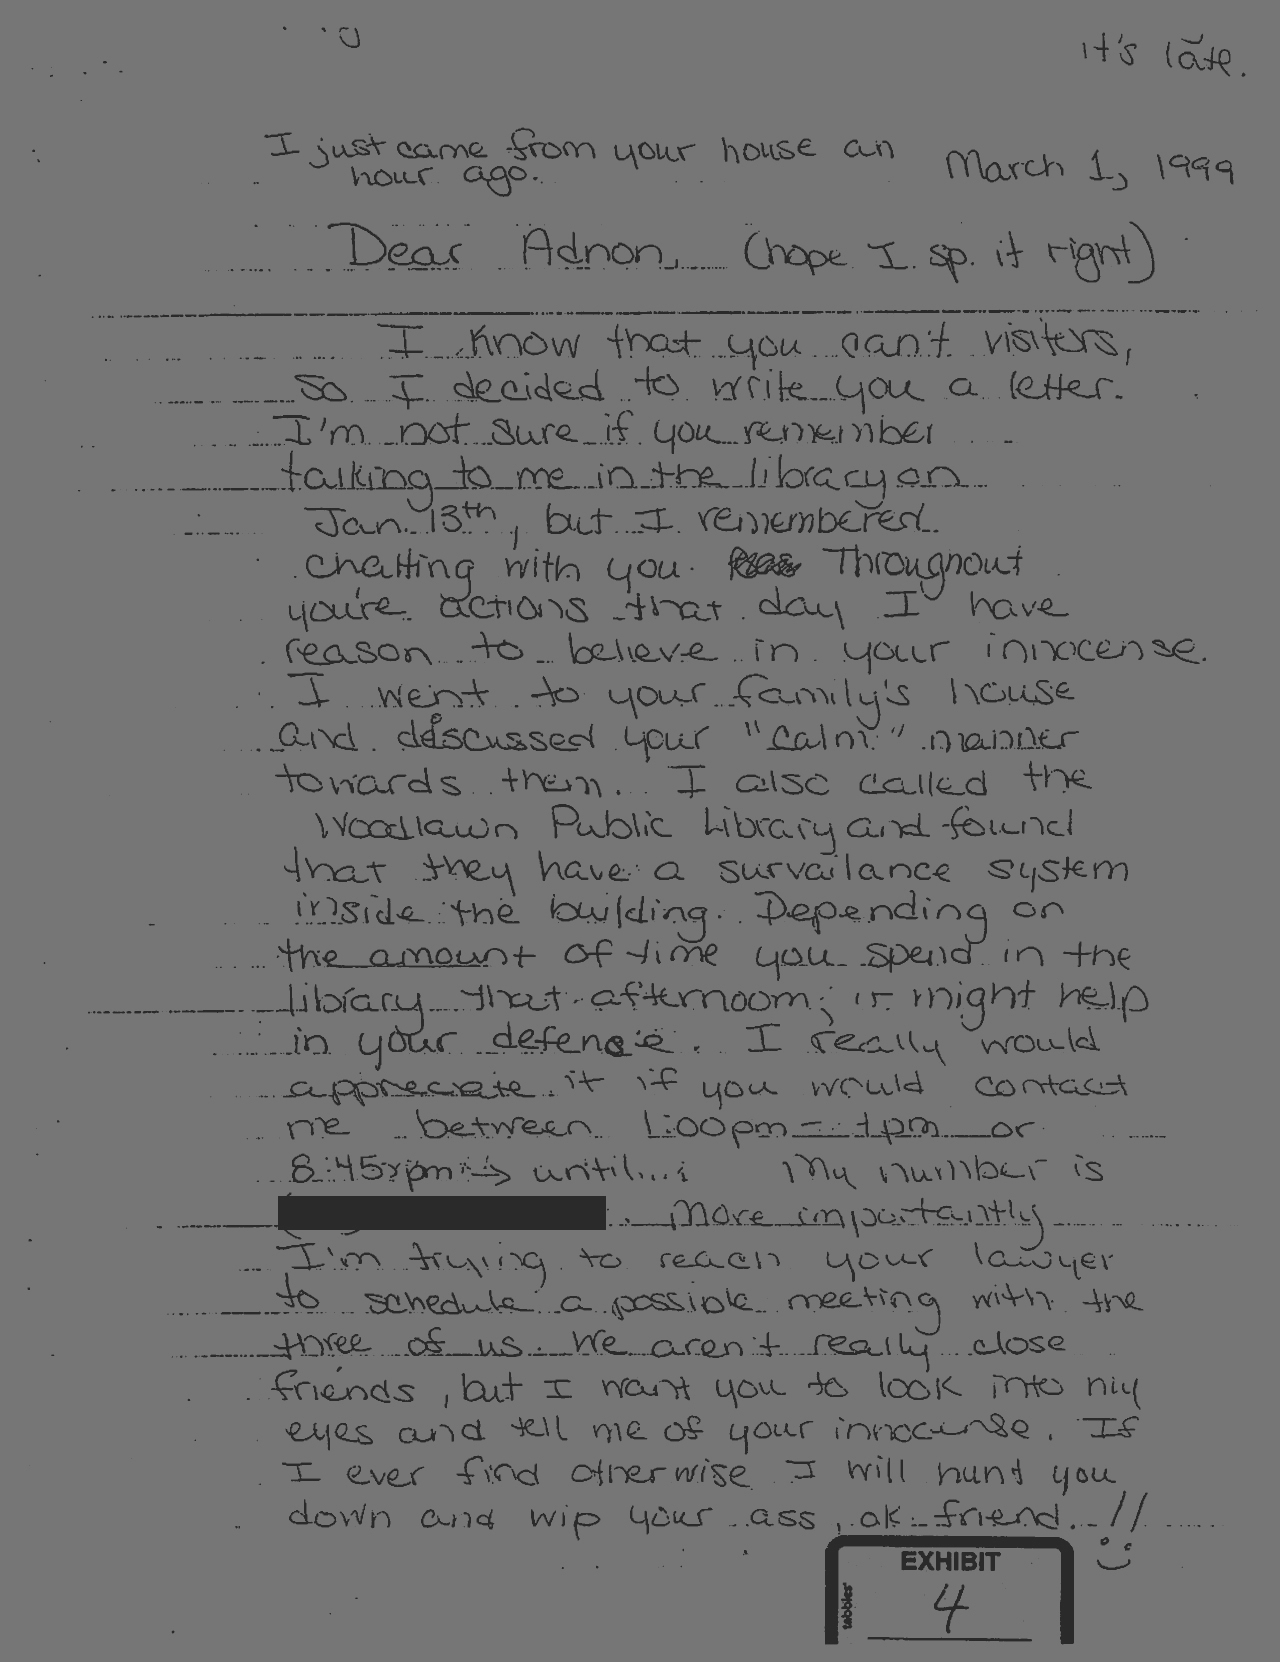 it's late.
I just came from your house an
hour ago.
March 1, 1999
Dear Adnon, (hope I sp. it right)
I know that you can't visitors,
so I decided to write you a letter.
I'm not sure if you remember
talking to me in the library on
Jan. 13th, but I remembered
chatting with you. Throughout
you're actions that day I have
reason to believe in your innocense.
I went to your family's house
and discussed your "calm" manner
towards them. I also called the
Woodlawn Public Library and found
that they have a survailance system
inside the building. Depending on
the amount of time you spend in the
library that afternoom, it might help
in your defense. I really would
appreciate it if you would contact
me between 1:00pm - 4pm or
8:45pm → until... My number is
. More importantly
I'm trying to reach your lawyer
to schedule a possible meeting with the
three of us. We aren't really close
friends, but I want you to look into my
eyes and tell me of your innocense. If
I ever find otherwise I will hunt you
down and wip your ass, ok friend. !!
EXHIBIT
tabbies'
4